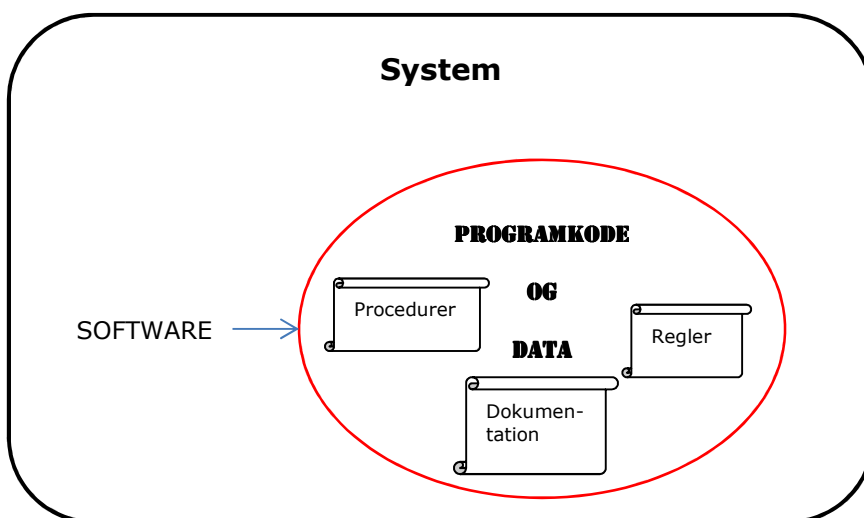 System
PROGRAMKODE
OG
DATA
Procedurer
SOFTWARE
Regler
Dokumen-
tation